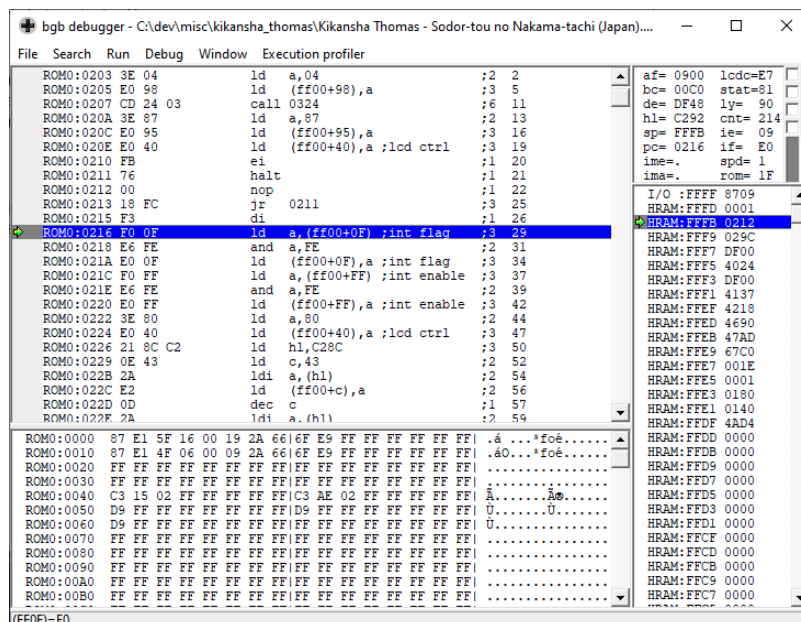 bgb debugger - C:\dev\misc\kikansha_thomas\Kikansha Thomas - Sodor-tou no Nakama-tachi (Japan)....
File Search Run Debug Window Execution profiler
ROM0:0203 3E 04 ld a,04 ;2 2
ROM0:0205 E0 98 ld (ff00+98),a ;3 5
ROM0:0207 CD 24 03 call 0324 ;6 11
ROM0:020A 3E 87 ld a,87 ;2 13
ROM0:020C E0 95 ld (ff00+95),a ;3 16
ROM0:020E E0 40 ld (ff00+40),a ;lcd ctrl ;3 19
ROM0:0210 FB ei ;1 20
ROM0:0211 76 halt ;1 21
ROM0:0212 00 nop ;1 22
ROM0:0213 18 FC jr 0211 ;3 25
ROM0:0215 F3 di ;1 26
ROM0:0216 F0 0F ld a,(ff00+0F) ;int flag ;3 29
ROM0:0218 E6 FE and a,FE ;2 31
ROM0:021A E0 0F ld (ff00+0F),a ;int flag ;3 34
ROM0:021C F0 FF ld a,(ff00+FF) ;int enable ;3 37
ROM0:021E E6 FE and a,FE ;2 39
ROM0:0220 E0 FF ld (ff00+FF),a ;int enable ;3 42
ROM0:0222 3E 80 ld a,80 ;2 44
ROM0:0224 E0 40 ld (ff00+40),a ;lcd ctrl ;3 47
ROM0:0226 21 8C C2 ld hl,C28C ;3 50
ROM0:0229 0E 43 ld c,43 ;2 52
ROM0:022B 2A ldi a,(hl) ;2 54
ROM0:022C E2 ld (ff00+c),a ;2 56
ROM0:022D 0D dec c ;1 57
ROM0:022E 2A ldi a,(hl) ;2 59
af= 0900 lcdc=E7
bc= 00C0 stat=81
de= DF48 ly= 90
hl= C292 cnt= 214
sp= FFFB ie= 09
pc= 0216 if= E0
ime=. spd= 1
ima=. rom= 1F
I/O :FFFF 8709
HRAM:FFFD 0001
HRAM:FFFB 0212
HRAM:FFF9 029C
HRAM:FFF7 DF00
HRAM:FFF5 4024
HRAM:FFF3 DF00
HRAM:FFF1 4137
HRAM:FFEF 4218
HRAM:FFED 4690
HRAM:FFEB 47AD
HRAM:FFE9 67C0
HRAM:FFE7 001E
HRAM:FFE5 0001
HRAM:FFE3 0180
HRAM:FFE1 0140
HRAM:FFDF 4AD4
HRAM:FFDD 0000
HRAM:FFDB 0000
HRAM:FFD9 0000
HRAM:FFD7 0000
HRAM:FFD5 0000
HRAM:FFD3 0000
HRAM:FFD1 0000
HRAM:FFCF 0000
HRAM:FFCD 0000
HRAM:FFCB 0000
HRAM:FFC9 0000
HRAM:FFC7 0000
ROM0:0000 87 E1 5F 16 00 19 2A 66|6F E9 FF FF FF FF FF FF| .á_...*foé......
ROM0:0010 87 E1 4F 06 00 09 2A 66|6F E9 FF FF FF FF FF FF| .áO...*foé......
ROM0:0020 FF FF FF FF FF FF FF FF|FF FF FF FF FF FF FF FF| ................
ROM0:0030 FF FF FF FF FF FF FF FF|FF FF FF FF FF FF FF FF| ................
ROM0:0040 C3 15 02 FF FF FF FF FF|C3 AE 02 FF FF FF FF FF| Ã.......Ã®......
ROM0:0050 D9 FF FF FF FF FF FF FF|D9 FF FF FF FF FF FF FF| Ù.......Ù.......
ROM0:0060 D9 FF FF FF FF FF FF FF|FF FF FF FF FF FF FF FF| Ù...............
ROM0:0070 FF FF FF FF FF FF FF FF|FF FF FF FF FF FF FF FF| ................
ROM0:0080 FF FF FF FF FF FF FF FF|FF FF FF FF FF FF FF FF| ................
ROM0:0090 FF FF FF FF FF FF FF FF|FF FF FF FF FF FF FF FF| ................
ROM0:00A0 FF FF FF FF FF FF FF FF|FF FF FF FF FF FF FF FF| ................
ROM0:00B0 FF FF FF FF FF FF FF FF|FF FF FF FF FF FF FF FF| ................
(FF0F)=E0